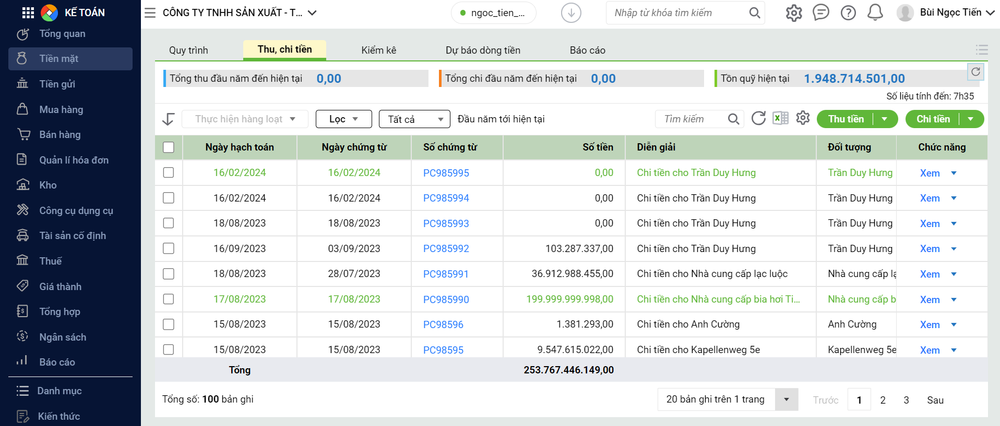 KẾ TOÁN
CÔNG TY TNHH SẢN XUẤT - T...
ngoc_tien_...
Nhập từ khóa tìm kiếm
Bùi Ngọc Tiến
Tổng quan
Tiền mặt
Tiền gửi
Mua hàng
Bán hàng
Quản lí hóa đơn
Kho
Công cụ dụng cụ
Tài sản cố định
Thuế
Giá thành
Tổng hợp
Ngân sách
Báo cáo
Danh mục
Kiến thức
Quy trình Thu, chi tiền Kiểm kê Dự báo dòng tiền Báo cáo
Tổng thu đầu năm đến hiện tại 0,00 Tổng chi đầu năm đến hiện tại 0,00 Tồn quỹ hiện tại 1.948.714.501,00
Số liệu tính đến: 7h35
Thực hiện hàng loạt Lọc Tất cả Đầu năm tới hiện tại Tìm kiếm Thu tiền Chi tiền
Ngày hạch toán Ngày chứng từ Số chứng từ Số tiền Diễn giải Đối tượng Chức năng
16/02/2024 16/02/2024 PC985995 0,00 Chi tiền cho Trần Duy Hưng Trần Duy Hưng Xem
16/02/2024 16/02/2024 PC985994 0,00 Chi tiền cho Trần Duy Hưng Trần Duy Hưng Xem
18/08/2023 18/08/2023 PC985993 0,00 Chi tiền cho Trần Duy Hưng Trần Duy Hưng Xem
16/09/2023 03/09/2023 PC985992 103.287.337,00 Chi tiền cho Trần Duy Hưng Trần Duy Hưng Xem
18/08/2023 28/07/2023 PC985991 36.912.988.455,00 Chi tiền cho Nhà cung cấp lạc luộc Nhà cung cấp lạ Xem
17/08/2023 17/08/2023 PC985990 199.999.999.998,00 Chi tiền cho Nhà cung cấp bia hơi Ti... Nhà cung cấp b Xem
15/08/2023 15/08/2023 PC98596 1.381.293,00 Chi tiền cho Anh Cường Anh Cường Xem
15/08/2023 15/08/2023 PC98595 9.547.615.022,00 Chi tiền cho Kapellenweg 5e Kapellenweg 5e Xem
Tổng 253.767.446.149,00
Tổng số: 100 bản ghi 20 bản ghi trên 1 trang Trước 1 2 3 Sau